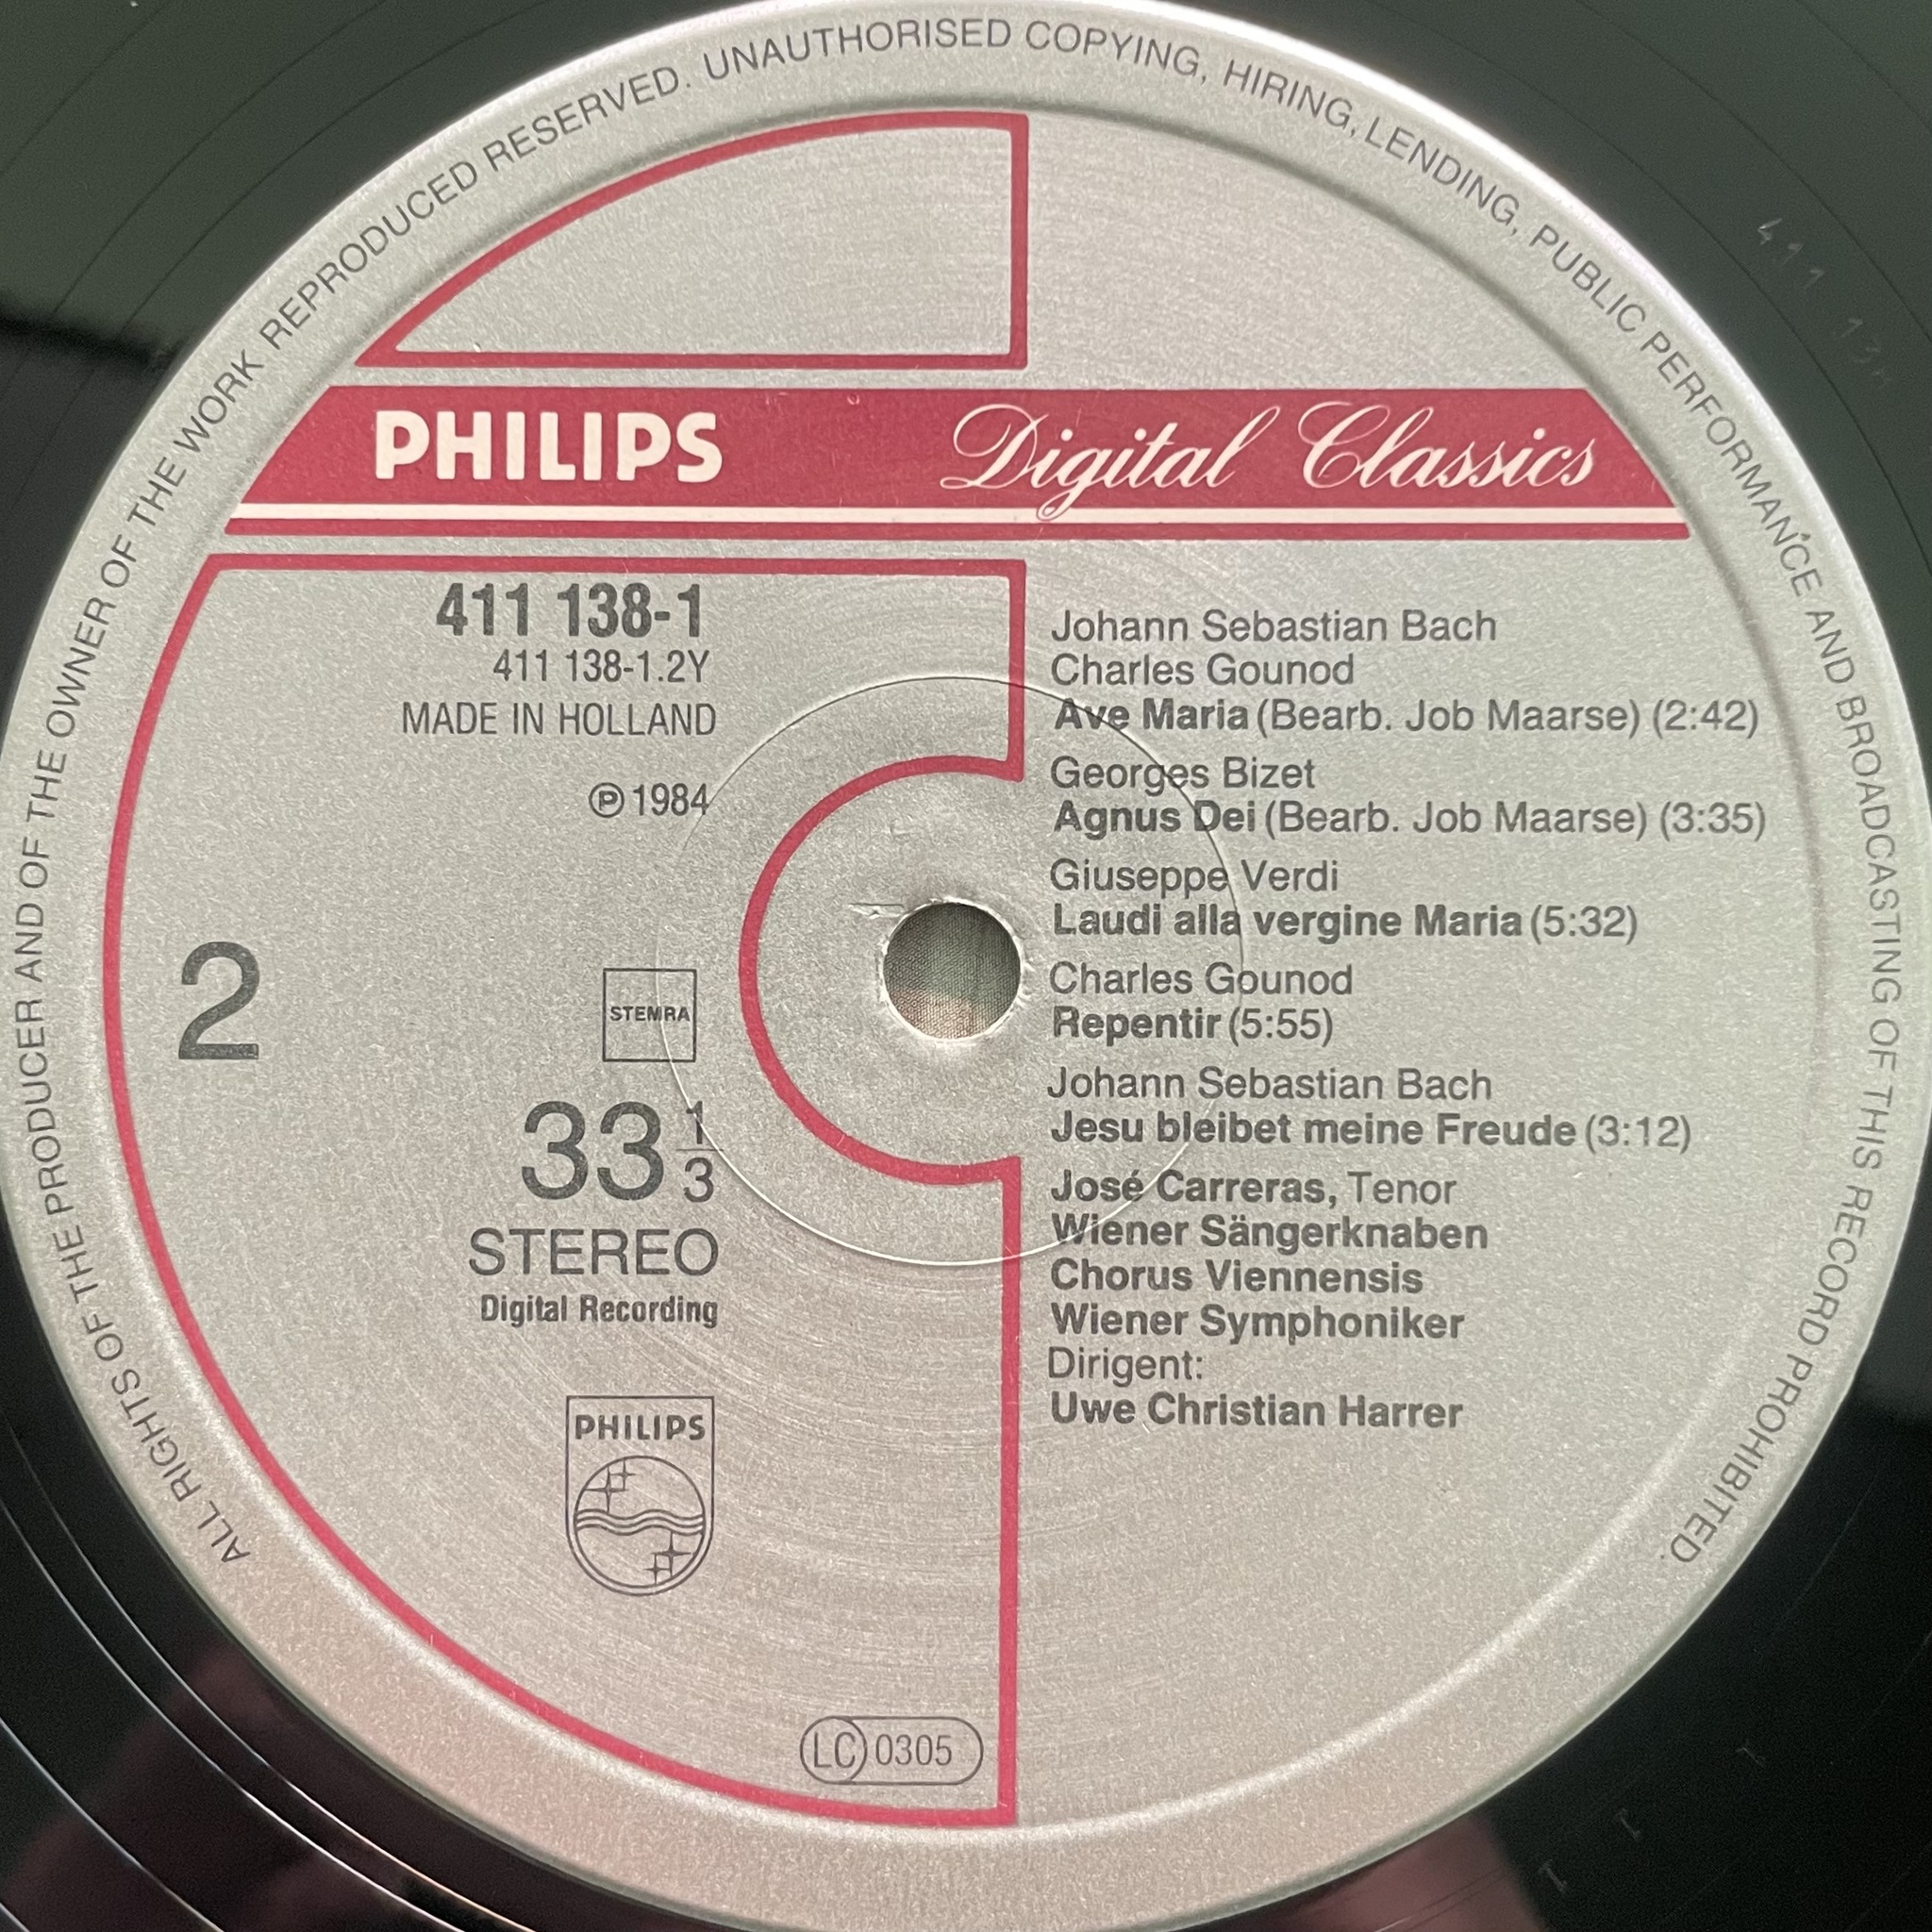 ALL RIGHTS OF THE PRODUCER AND OF THE OWNER OF THE WORK REPRODUCED RESERVED. UNAUTHORISED COPYING, HIRING, LENDING, PUBLIC PERFORMANCE AND BROADCASTING OF THIS RECORD PROHIBITED.
PHILIPS Digital Classics
411 138-1
411 138-1.2Y
MADE IN HOLLAND
℗ 1984
2
STEMRA
33 1/3
STEREO
Digital Recording
PHILIPS
LC 0305
Johann Sebastian Bach
Charles Gounod
Ave Maria (Bearb. Job Maarse) (2:42)
Georges Bizet
Agnus Dei (Bearb. Job Maarse) (3:35)
Giuseppe Verdi
Laudi alla vergine Maria (5:32)
Charles Gounod
Repentir (5:55)
Johann Sebastian Bach
Jesu bleibet meine Freude (3:12)
José Carreras, Tenor
Wiener Sängerknaben
Chorus Viennensis
Wiener Symphoniker
Dirigent:
Uwe Christian Harrer